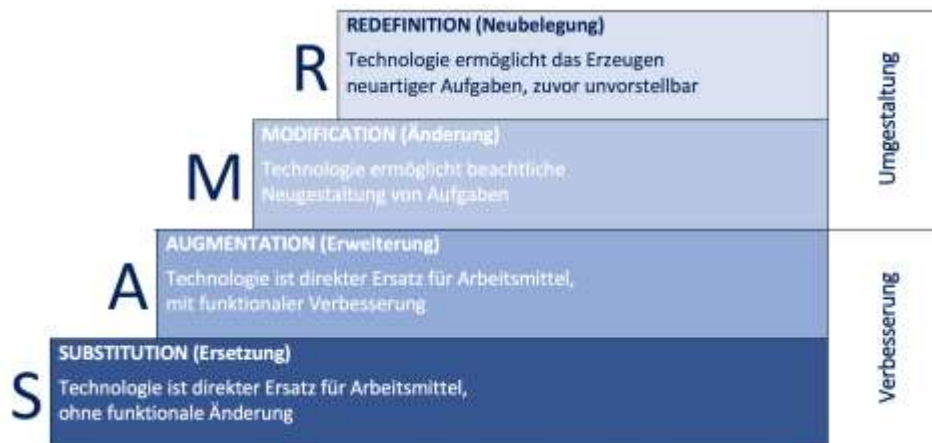 REDEFINITION (Neubelegung)
R
Technologie ermöglicht das Erzeugen
neuartiger Aufgaben, zuvor unvorstellbar
MODIFICATION (Änderung)
M
Technologie ermöglicht beachtliche
Neugestaltung von Aufgaben
Umgestaltung
AUGMENTATION (Erweiterung)
A
Technologie ist direkter Ersatz für Arbeitsmittel,
mit funktionaler Verbesserung
SUBSTITUTION (Ersetzung)
S
Technologie ist direkter Ersatz für Arbeitsmittel,
ohne funktionale Änderung
Verbesserung